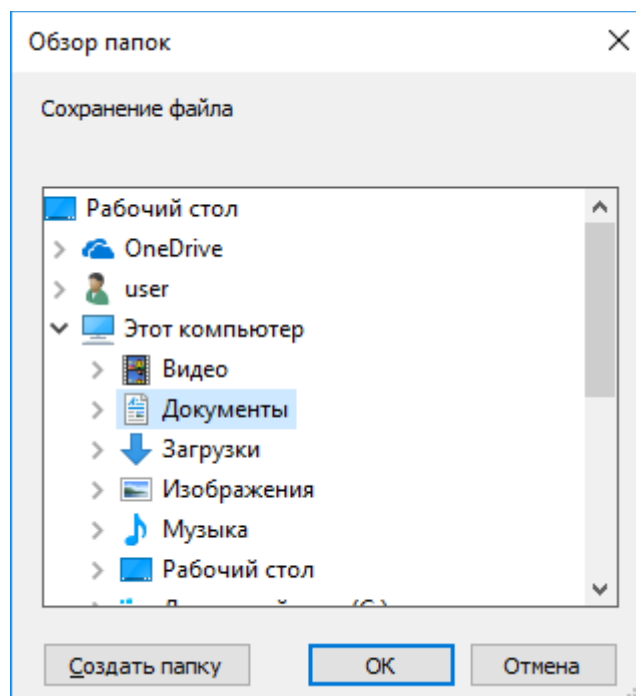 Обзор папок
Сохранение файла
Рабочий стол
OneDrive
user
Этот компьютер
Видео
Документы
Загрузки
Изображения
Музыка
Рабочий стол
Создать папку ОК Отмена